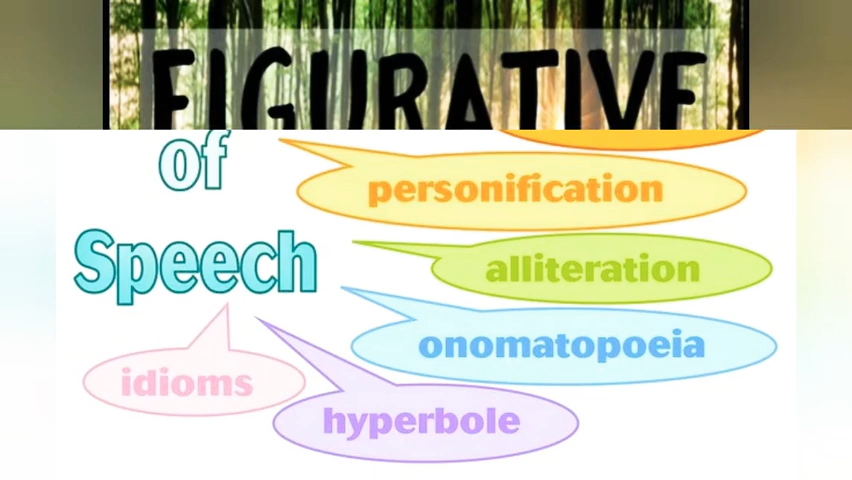 FIGURATIVE
of
personification
Speech
alliteration
onomatopoeia
idioms
hyperbole